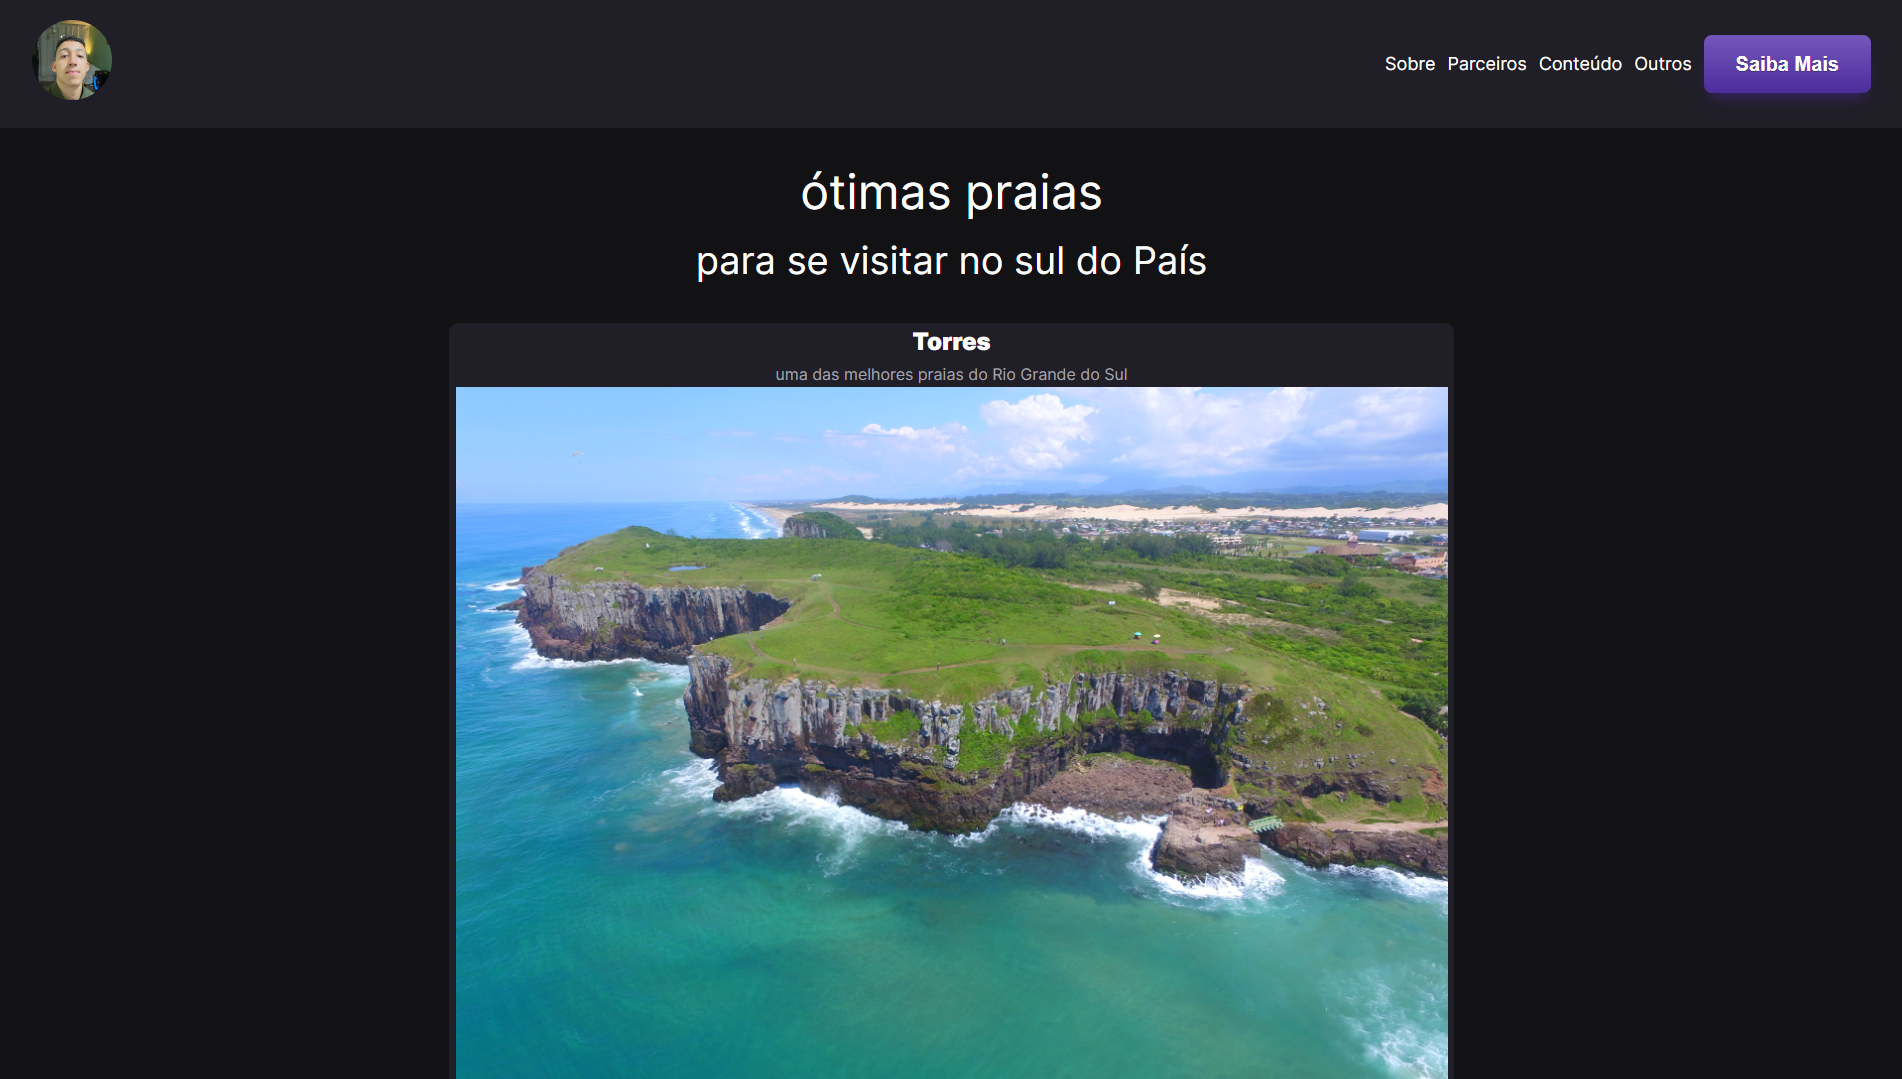 Sobre Parceiros Conteúdo Outros Saiba Mais
ótimas praias
para se visitar no sul do País
Torres
uma das melhores praias do Rio Grande do Sul